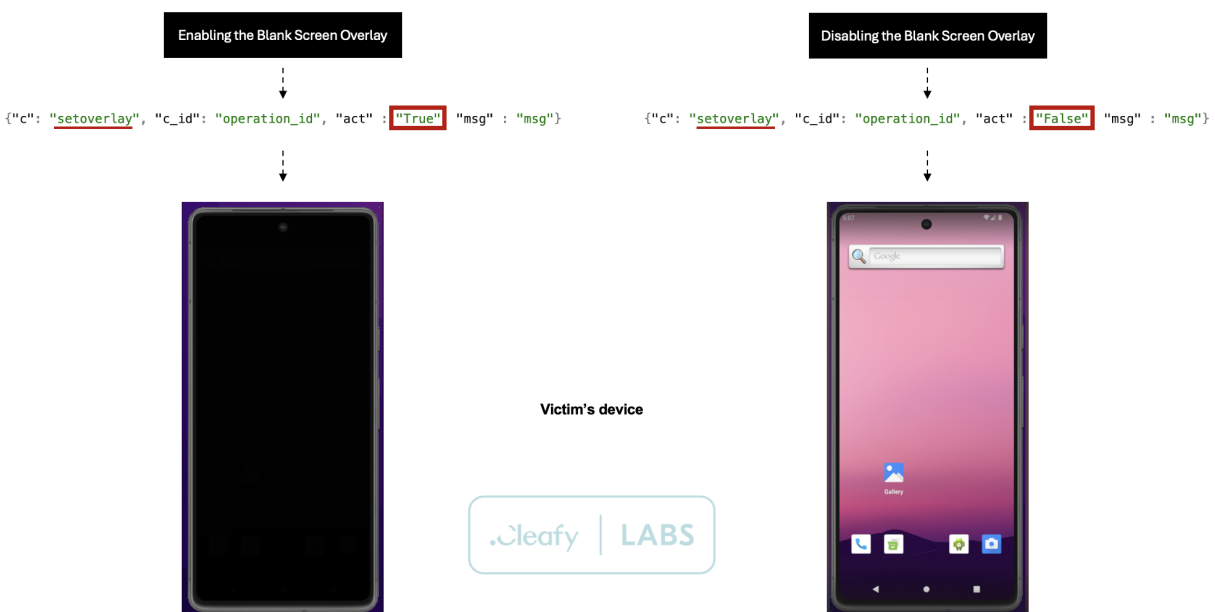 Enabling the Blank Screen Overlay
{"c": "setoverlay", "c_id": "operation_id", "act" : "True" "msg" : "msg"}
Disabling the Blank Screen Overlay
{"c": "setoverlay", "c_id": "operation_id", "act" : "False" "msg" : "msg"}
Google
Victim's device
Gallery
.Cleafy | LABS